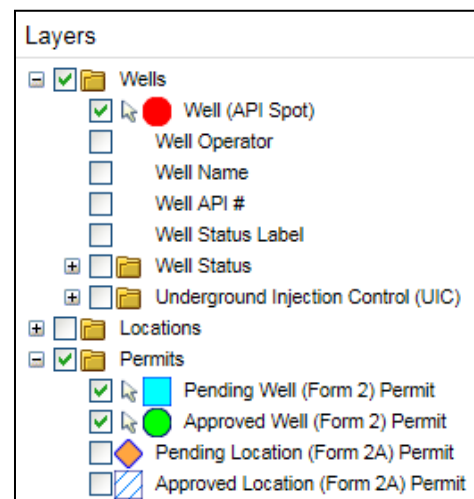 Layers
Wells
Well (API Spot)
Well Operator
Well Name
Well API #
Well Status Label
Well Status
Underground Injection Control (UIC)
Locations
Permits
Pending Well (Form 2) Permit
Approved Well (Form 2) Permit
Pending Location (Form 2A) Permit
Approved Location (Form 2A) Permit